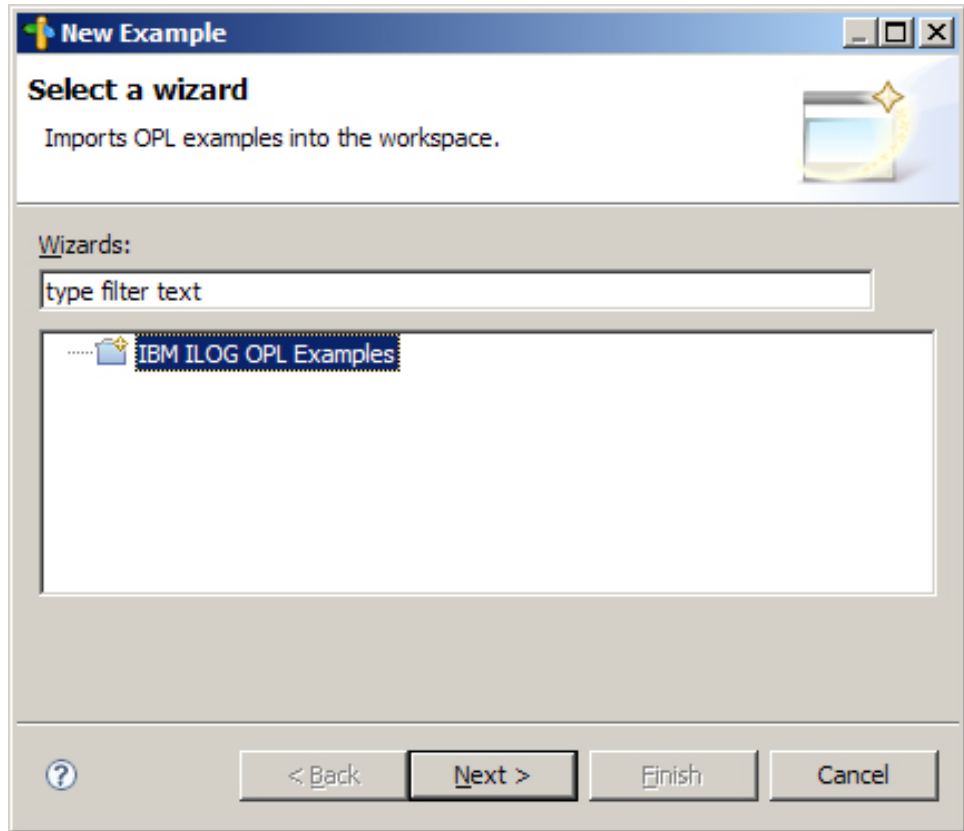 New Example
Select a wizard
Imports OPL examples into the workspace.
Wizards:
type filter text
IBM ILOG OPL Examples
? < Back Next > Finish Cancel